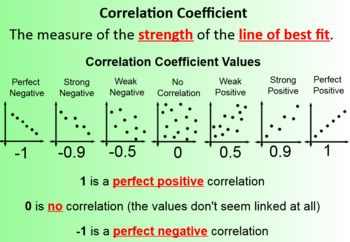 Correlation Coefficient
The measure of the strength of the line of best fit.
Correlation Coefficient Values
Perfect Negative
Strong Negative
Weak Negative
No Correlation
Weak Positive
Strong Positive
Perfect Positive
-1 -0.9 -0.5 0 0.5 0.9 1
1 is a perfect positive correlation
0 is no correlation (the values don't seem linked at all)
-1 is a perfect negative correlation